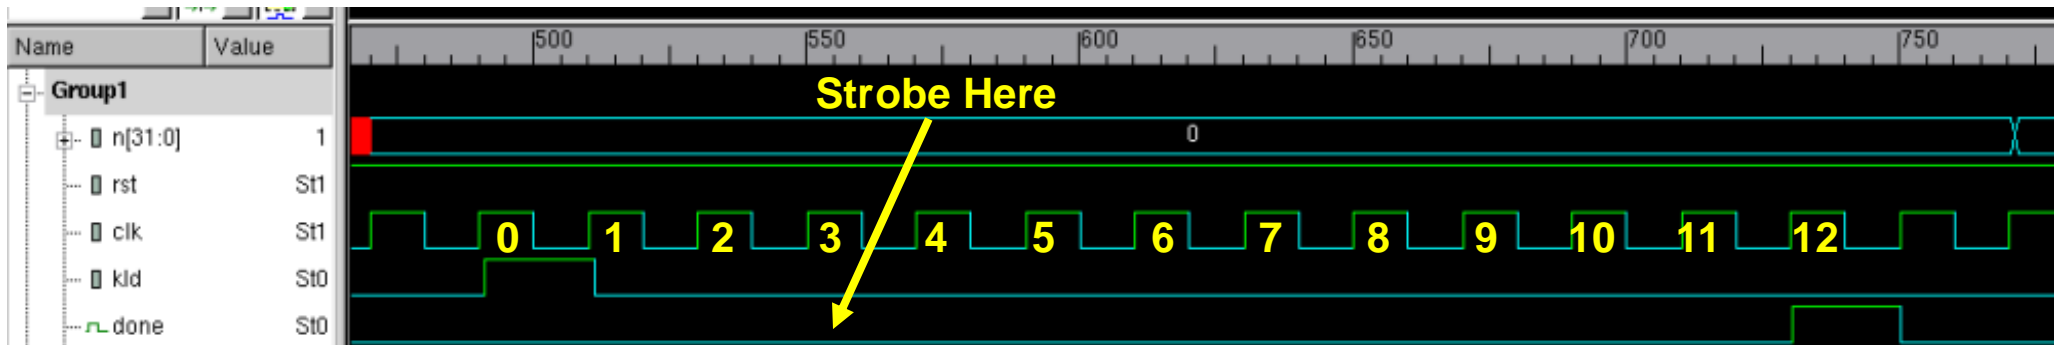 Name Value
500 550 600 650 700 750
Group1
Strobe Here
n[31:0] 1
0
rst St1
clk St1
0 1 2 3 4 5 6 7 8 9 10 11 12
kld St0
done St0